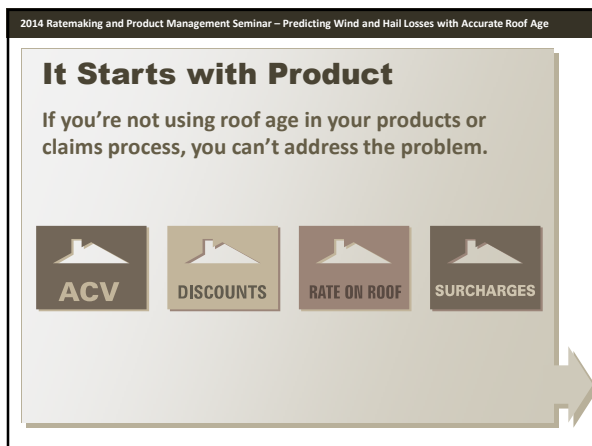 2014 Ratemaking and Product Management Seminar – Predicting Wind and Hail Losses with Accurate Roof Age
It Starts with Product
If you're not using roof age in your products or
claims process, you can't address the problem.
ACV
DISCOUNTS
RATE ON ROOF
SURCHARGES